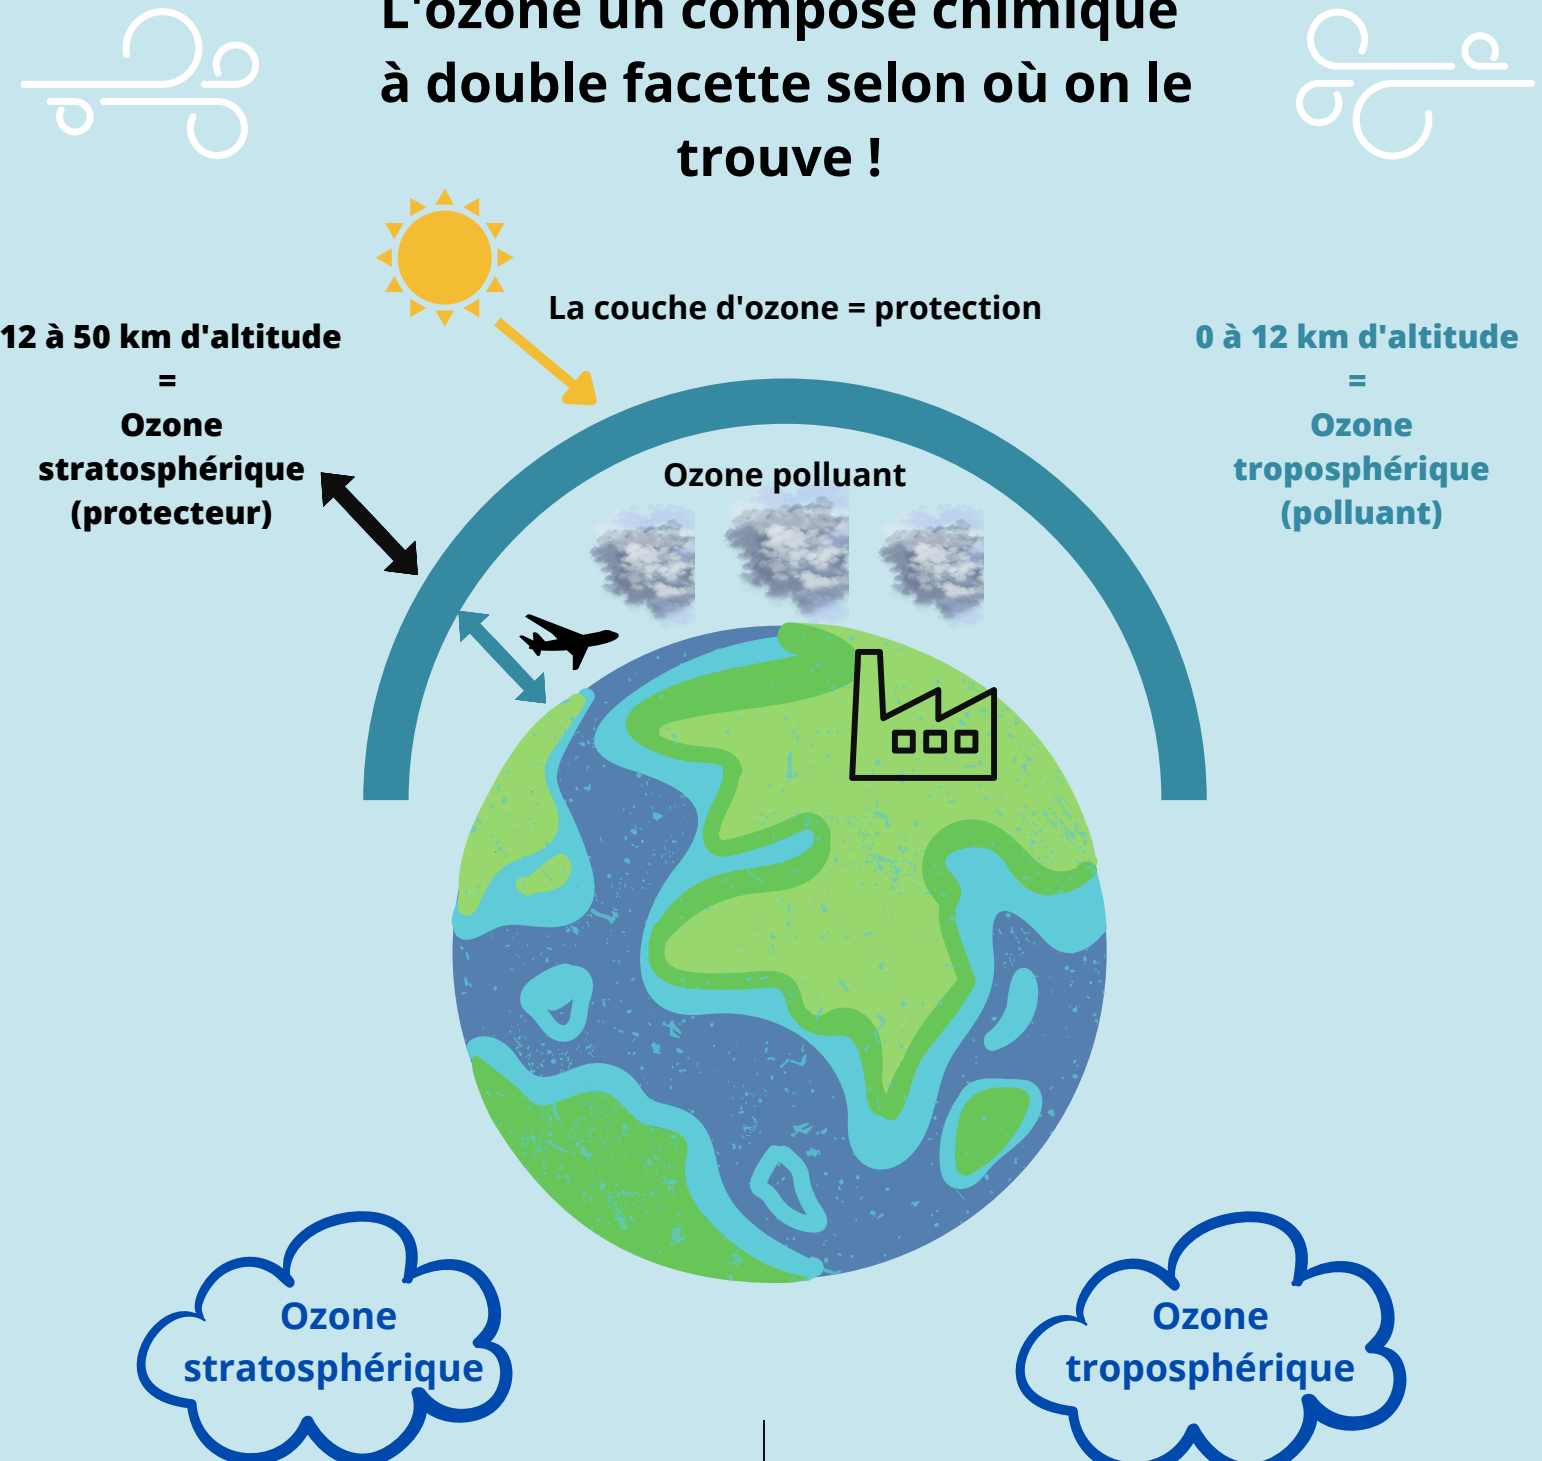 L'ozone un composé chimique
à double facette selon où on le
trouve !
La couche d'ozone = protection
12 à 50 km d'altitude
=
Ozone
stratosphérique
(protecteur)
0 à 12 km d'altitude
=
Ozone
troposphérique
(polluant)
Ozone polluant
Ozone
stratosphérique
Ozone
troposphérique